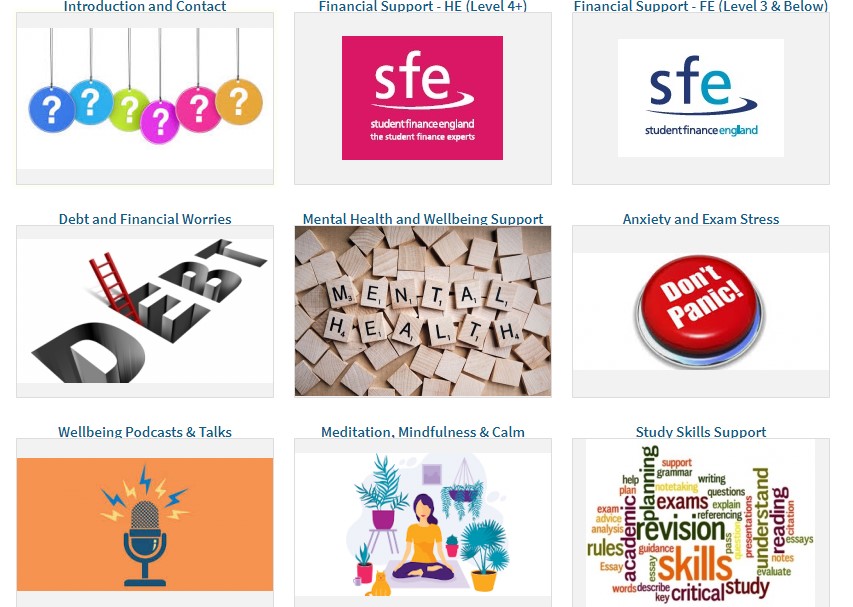 Introduction and Contact
Financial Support - HE (Level 4+)
Financial Support - FE (Level 3 & Below)
? ? ? ? ? ?
sfe
studentfinanceengland
the student finance experts
sfe
studentfinanceengland
Debt and Financial Worries
Mental Health and Wellbeing Support
Anxiety and Exam Stress
DEBT
MENTAL
HEALTH
Don't
Panic!
Wellbeing Podcasts & Talks
Meditation, Mindfulness & Calm
Study Skills Support
support
grammar
planning
help
writing
plan
notetaking
questions
exams
explain
exam
referencing
advice
academic
revision
analysis
pass
questions
presentations
understand
reading
citation
essays
rules
guidance
essay
notes
Essay
skills
evaluate
words
describe
key
critical
study